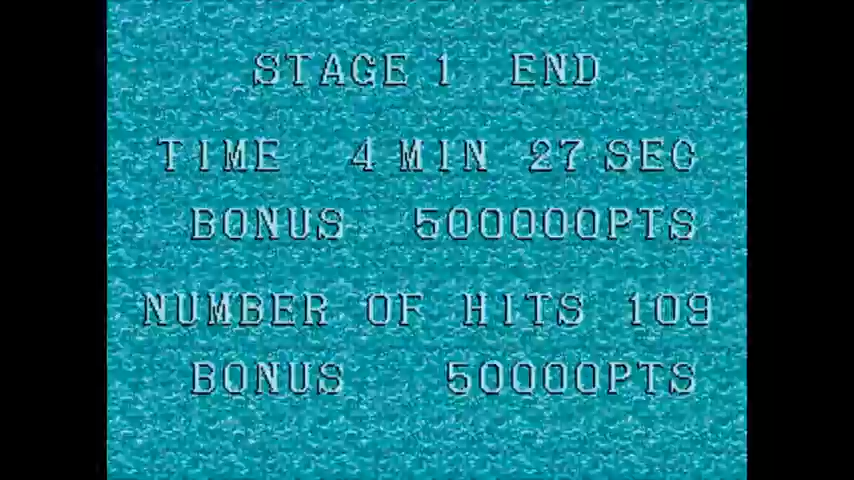 STAGE 1 END
TIME 4 MIN 27 SEC
BONUS 500000PTS
NUMBER OF HITS 109
BONUS 50000PTS